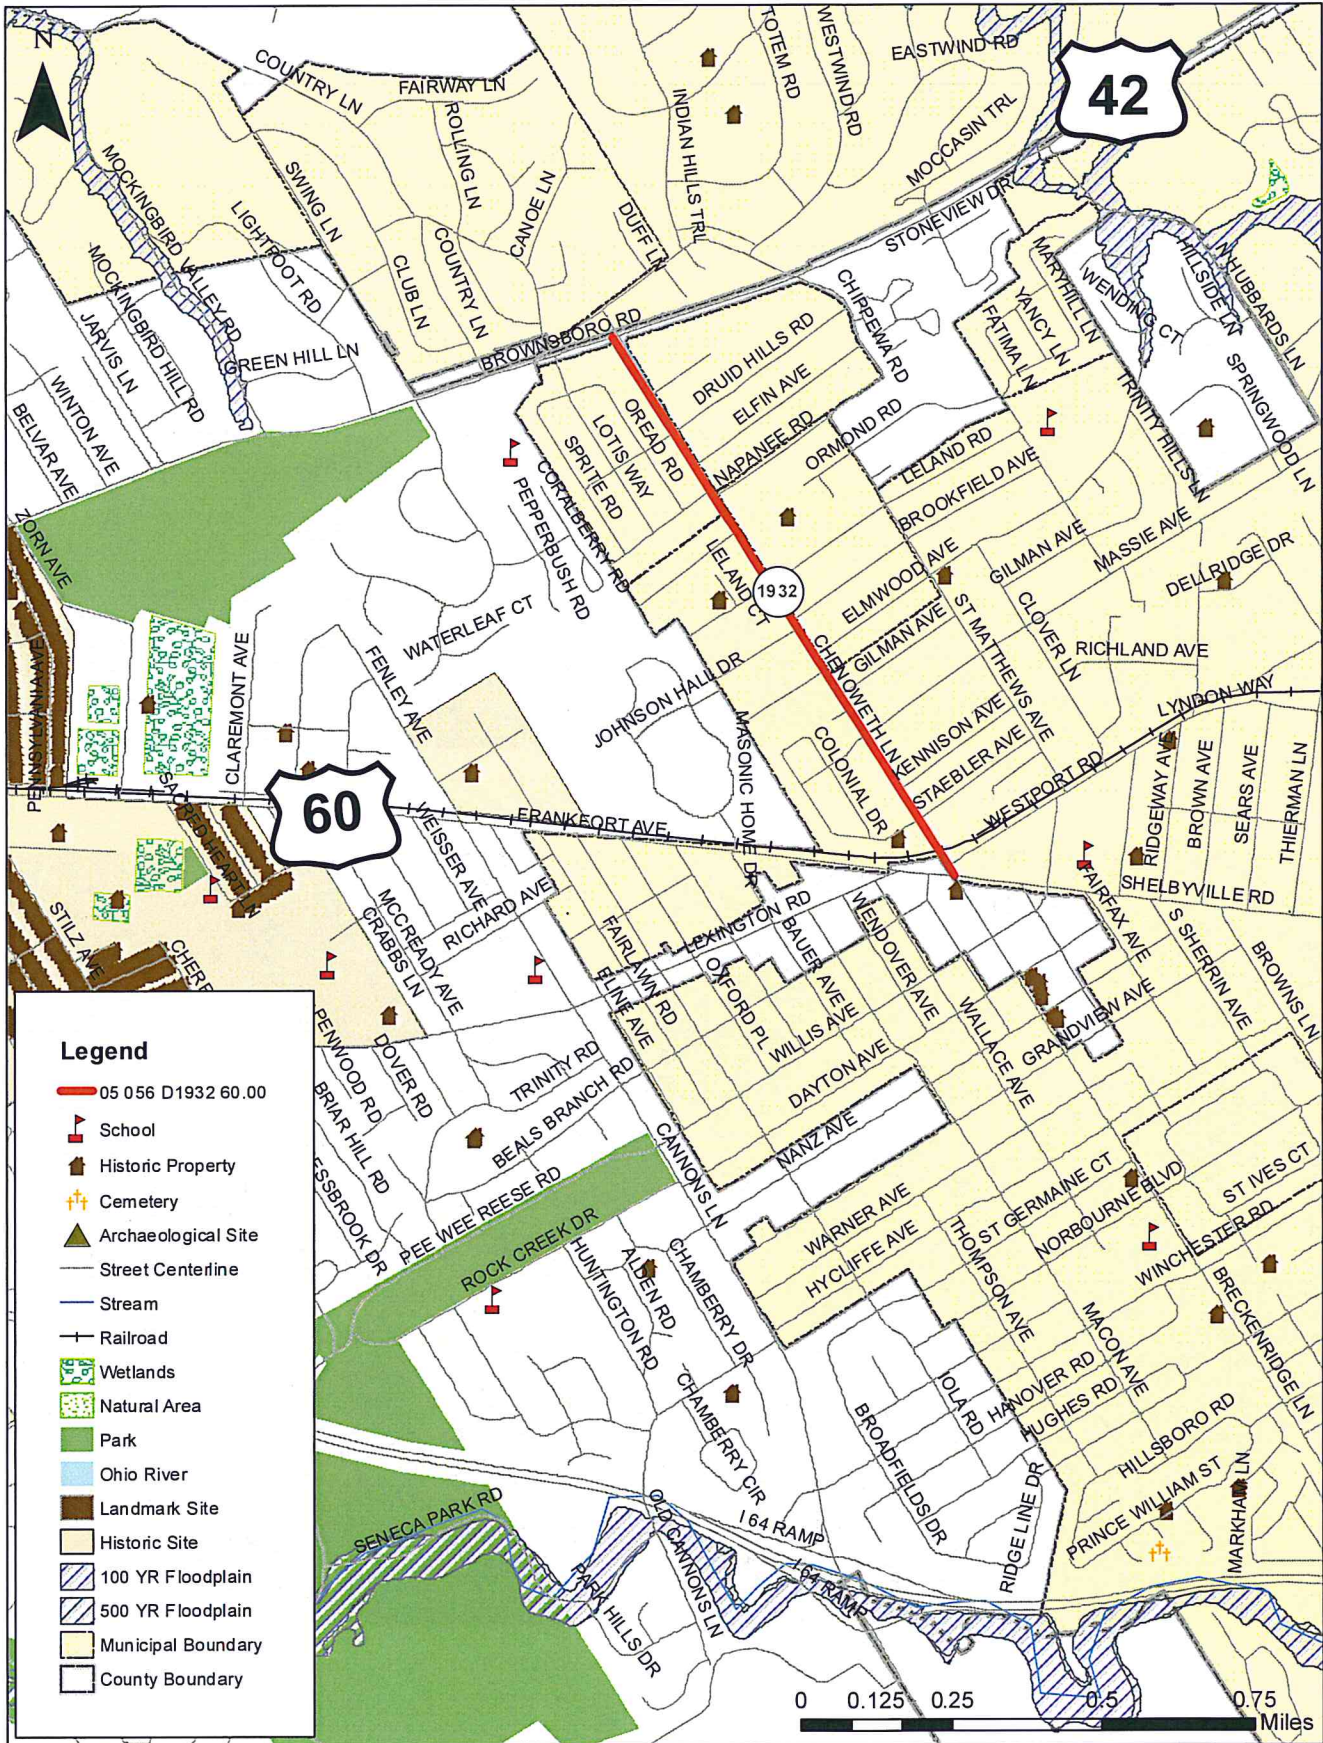 N
COUNTRY LN
FAIRWAY LN
ROLLING LN
TOTEM RD
WESTWIND RD
EASTWIND RD
42
INDIAN HILLS TRL
MOCCASIN TRL
MOCKINGBIRD VALLEY RD
SWING LN
LIGHTFOOT RD
CANOE LN
DUFF LN
STONEVIEW DR
MOCKINGBIRD HILL RD
JARVIS LN
CLUB LN
COUNTRY LN
CHIPPEWA RD
MARYHILL LN
YANCY LN
FATIMA LN
WENDING CT
HILLSIDE LN
N HUBBARDS LN
GREEN HILL LN
BROWNSBORO RD
DRUID HILLS RD
ELFIN AVE
NAPANEE RD
ORMOND RD
TRINITY HILLS LN
SPRINGWOOD LN
WINTON AVE
BELVAR AVE
OREAD RD
LOTIS WAY
SPRITE RD
CORALBERRY RD
PEPPERBUSH RD
LELAND RD
BROOKFIELD AVE
ZORN AVE
LELAND CT
1932
ELMWOOD AVE
GILMAN AVE
GILMAN AVE
MASSIE AVE
DELLRIDGE DR
ST MATTHEWS AVE
CLOVER LN
RICHLAND AVE
WATERLEAF CT
CLAREMONT AVE
PENNSYLVANIA AVE
FENLEY AVE
JOHNSON HALL DR
MASONIC HOME DR
CHENOWETH LN
COLONIAL DR
KENNISON AVE
STAEBLER AVE
WESTPORT RD
LYNDON WAY
RIDGEWAY AVE
BROWN AVE
SEARS AVE
THIERMAN LN
SACRED HEART LN
60
FRANKFORT AVE
WEISSER AVE
SHELBYVILLE RD
STILZ AVE
MCCREADY AVE
CRABBS LN
RICHARD AVE
LEXINGTON RD
BAUER AVE
WENDOVER AVE
FAIRFAX AVE
S SHERRIN AVE
BROWNS LN
FAIRLAWN RD
ELINE AVE
OXFORD PL
WILLIS AVE
WALLACE AVE
GRANDVIEW AVE
DAYTON AVE
NANZ AVE
PENWOOD RD
DOVER RD
BRIAR HILL RD
TRINITY RD
BEALS BRANCH RD
PEE WEE REESE RD
CANNONS LN
ROCK CREEK DR
HUNTINGTON RD
ALDEN RD
CHAMBERRY DR
CHAMBERRY CIR
WARNER AVE
HYCLIFFE AVE
THOMPSON AVE
ST GERMAINE CT
NORBOURNE BLVD
ST IVES CT
WINCHESTER RD
BRECKENRIDGE LN
MACON AVE
HANOVER RD
HUGHES RD
IOLA RD
BROADFIELDS DR
RIDGE LINE DR
HILLSBORO RD
PRINCE WILLIAM ST
MARKHAM LN
SENECA PARK RD
OLD CANNONS LN
I 64 RAMP
I 64 RAMP
PARK HILLS DR
Legend
05 056 D1932 60.00
School
Historic Property
Cemetery
Archaeological Site
Street Centerline
Stream
Railroad
Wetlands
Natural Area
Park
Ohio River
Landmark Site
Historic Site
100 YR Floodplain
500 YR Floodplain
Municipal Boundary
County Boundary
0 0.125 0.25 0.5 0.75
Miles